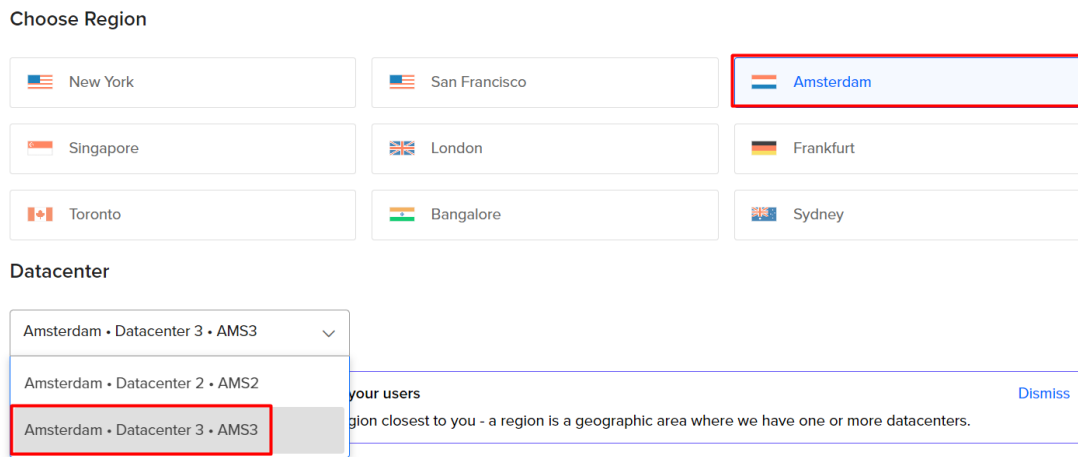 Choose Region
New York
San Francisco
Amsterdam
Singapore
London
Frankfurt
Toronto
Bangalore
Sydney
Datacenter
Amsterdam • Datacenter 3 • AMS3
Amsterdam • Datacenter 2 • AMS2
your users
Dismiss
Amsterdam • Datacenter 3 • AMS3
closest to you - a region is a geographic area where we have one or more datacenters.